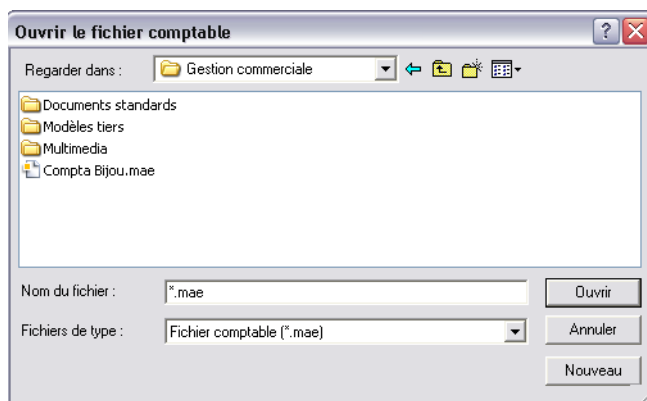 Ouvrir le fichier comptable
?
Regarder dans :
Gestion commerciale
Documents standards
Modèles tiers
Multimedia
Compta Bijou.mae
Nom du fichier :
*.mae
Ouvrir
Fichiers de type :
Fichier comptable (*.mae)
Annuler
Nouveau